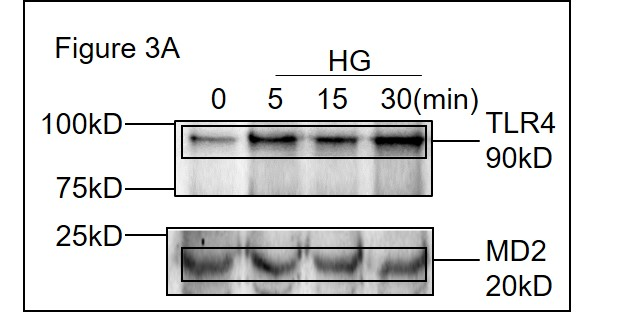 Figure 3A
HG
0 5 15 30(min)
100kD
TLR4
90kD
75kD
25kD
MD2
20kD